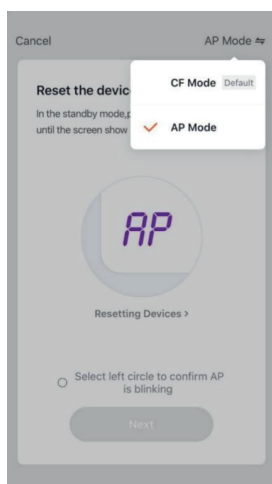 Cancel
AP Mode ⇋
CF Mode Default
✓ AP Mode
Reset the devic
In the standby mode,p
until the screen show
AP
Resetting Devices >
Select left circle to confirm AP
is blinking
Next